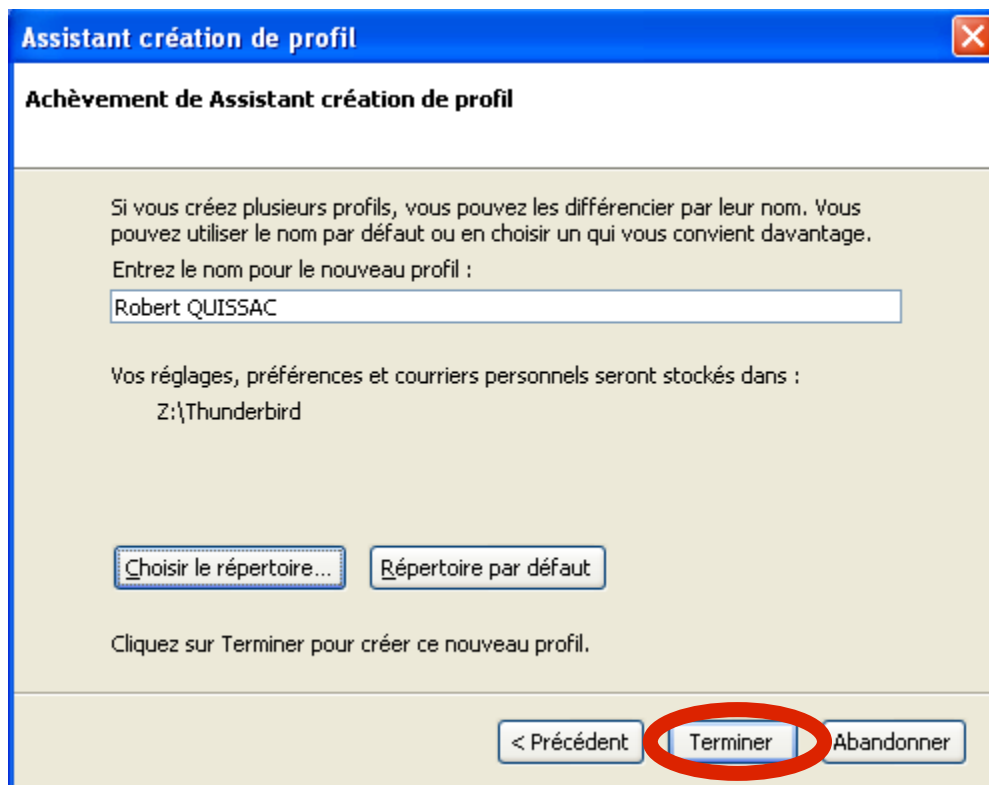 Assistant création de profil
Achèvement de Assistant création de profil
Si vous créez plusieurs profils, vous pouvez les différencier par leur nom. Vous
pouvez utiliser le nom par défaut ou en choisir un qui vous convient davantage.
Entrez le nom pour le nouveau profil :
Robert QUISSAC
Vos réglages, préférences et courriers personnels seront stockés dans :
Z:\Thunderbird
Choisir le répertoire... Répertoire par défaut
Cliquez sur Terminer pour créer ce nouveau profil.
< Précédent Terminer Abandonner